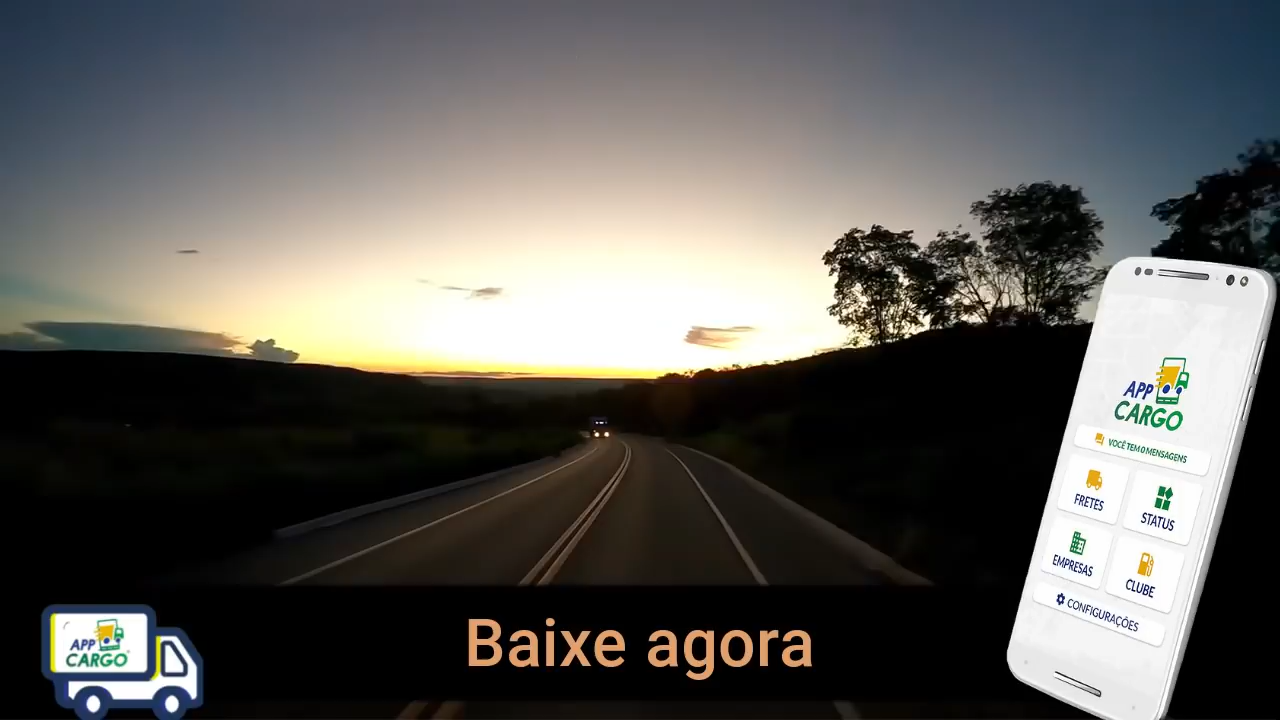 APP
CARGO
VOCÊ TEM 0 MENSAGENS
FRETES
STATUS
EMPRESAS
CLUBE
CONFIGURAÇÕES
APP
CARGO
Baixe agora